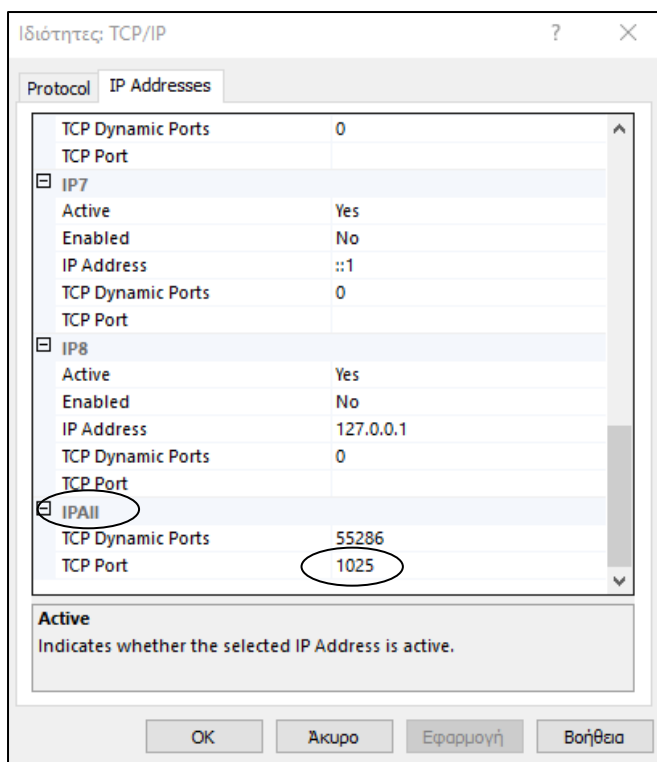 Ιδιότητες: TCP/IP ?
Protocol IP Addresses
TCP Dynamic Ports 0
TCP Port
IP7
Active Yes
Enabled No
IP Address ::1
TCP Dynamic Ports 0
TCP Port
IP8
Active Yes
Enabled No
IP Address 127.0.0.1
TCP Dynamic Ports 0
TCP Port
IPAll
TCP Dynamic Ports 55286
TCP Port 1025
Active
Indicates whether the selected IP Address is active.
OK Άκυρο Εφαρμογή Βοήθεια